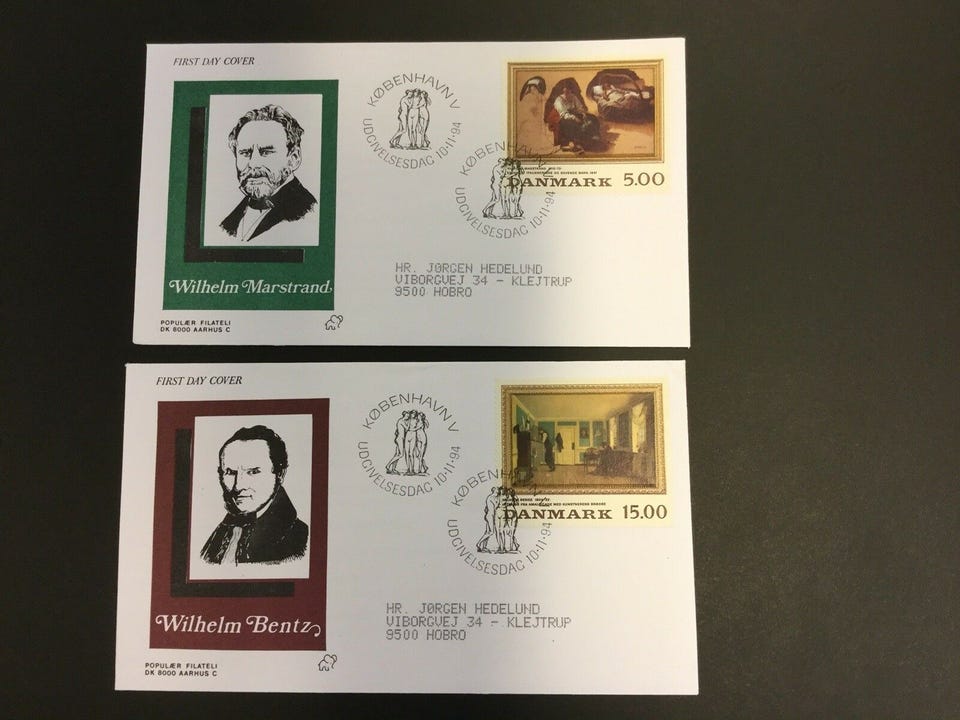 FIRST DAY COVER
KØBENHAVN V
UDGIVELSESDAG 10·11·94
KØBENHAVN V
UDGIVELSESDAG 10·11·94
DANMARK 5.00
HR. JØRGEN HEDELUND
VIBORGVEJ 34 - KLEJTRUP
9500 HOBRO
Wilhelm Marstrand
POPULÆR FILATELI
DK 8000 AARHUS C
FIRST DAY COVER
KØBENHAVN V
UDGIVELSESDAG 10·11·94
KØBENHAVN
UDGIVELSESDAG 10·11·94
DANMARK 15.00
HR. JØRGEN HEDELUND
VIBORGVEJ 34 - KLEJTRUP
9500 HOBRO
Wilhelm Bentz
POPULÆR FILATELI
DK 8000 AARHUS C